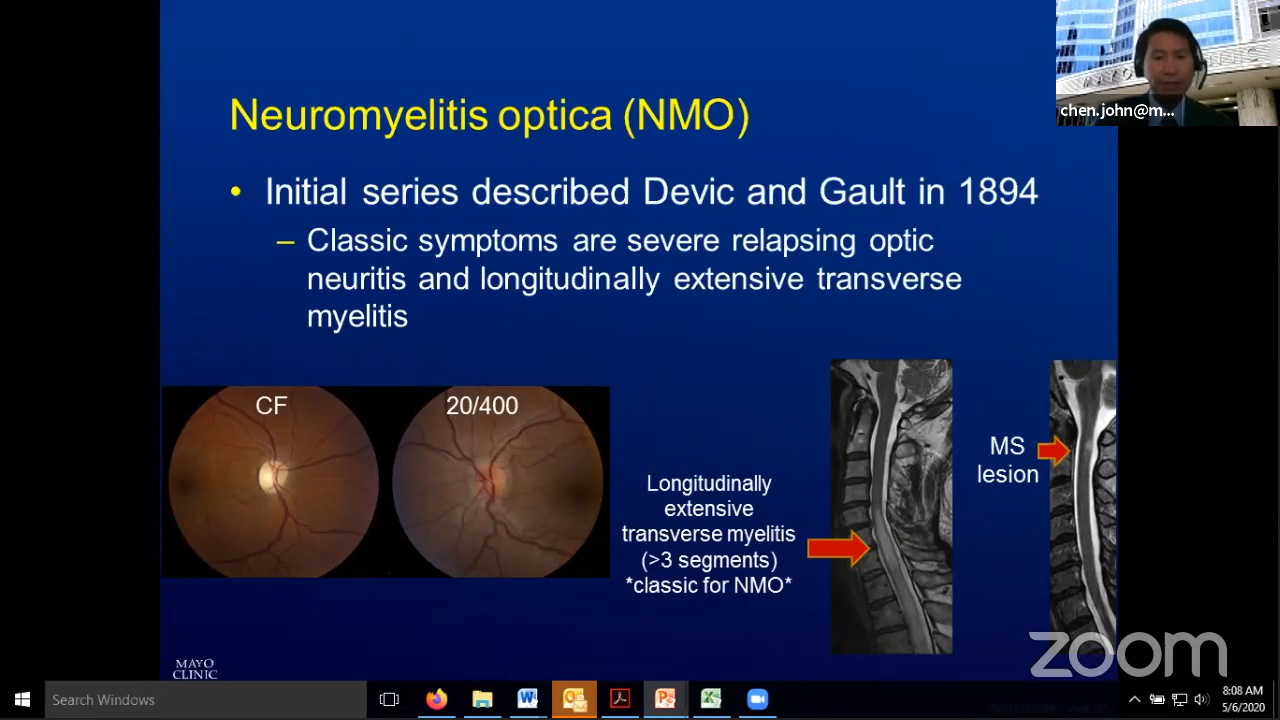 Neuromyelitis optica (NMO)
• Initial series described Devic and Gault in 1894
– Classic symptoms are severe relapsing optic
neuritis and longitudinally extensive transverse
myelitis
CF
20/400
Longitudinally
extensive
transverse myelitis
(>3 segments)
*classic for NMO*
MS
lesion
MAYO
CLINIC
chen.john@m...
zoom
Search Windows
8:08 AM
5/6/2020